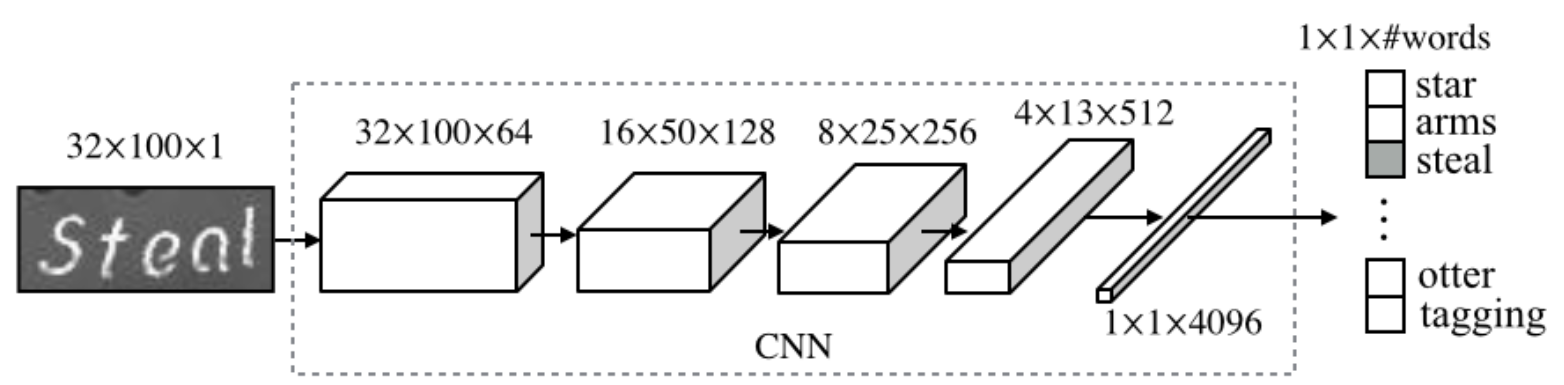 1×1×#words
star
arms
steal
otter
tagging
32×100×1
32×100×64
16×50×128
8×25×256
4×13×512
1×1×4096
Steal
CNN